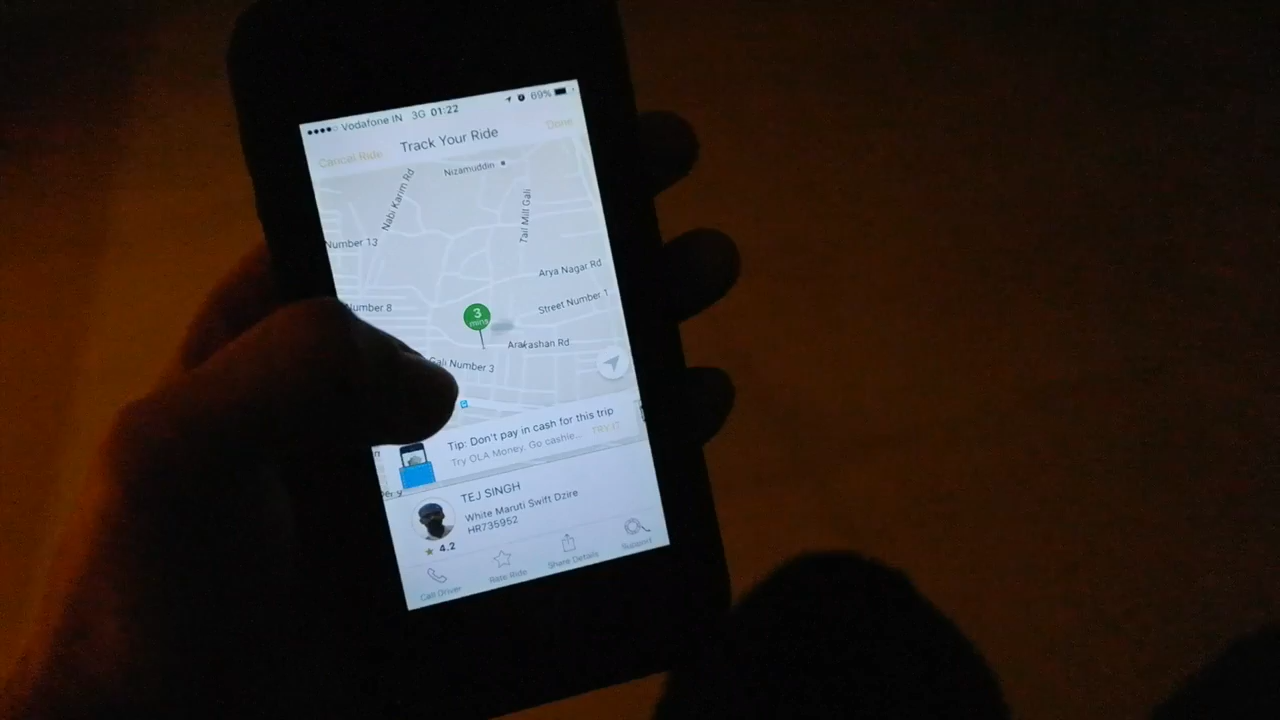 Vodafone IN 3G 01:22 69%
Cancel Ride Track Your Ride Done
Nizamuddin
Nabi Karim Rd
Tail Mill Gali
Number 13
Arya Nagar Rd
Number 8
Street Number 1
3
mins
Arakashan Rd
Gali Number 3
Tip: Don't pay in cash for this trip
Try OLA Money. Go cashle... TRY IT
TEJ SINGH
White Maruti Swift Dzire
HR735952
4.2
Call Driver Rate Ride Share Details Support